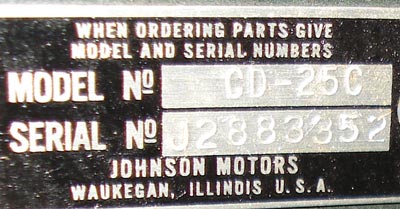 WHEN ORDERING PARTS GIVE
MODEL AND SERIAL NUMBERS
MODEL NO CD-25C
SERIAL NO J2883352
JOHNSON MOTORS
WAUKEGAN, ILLINOIS U.S.A.